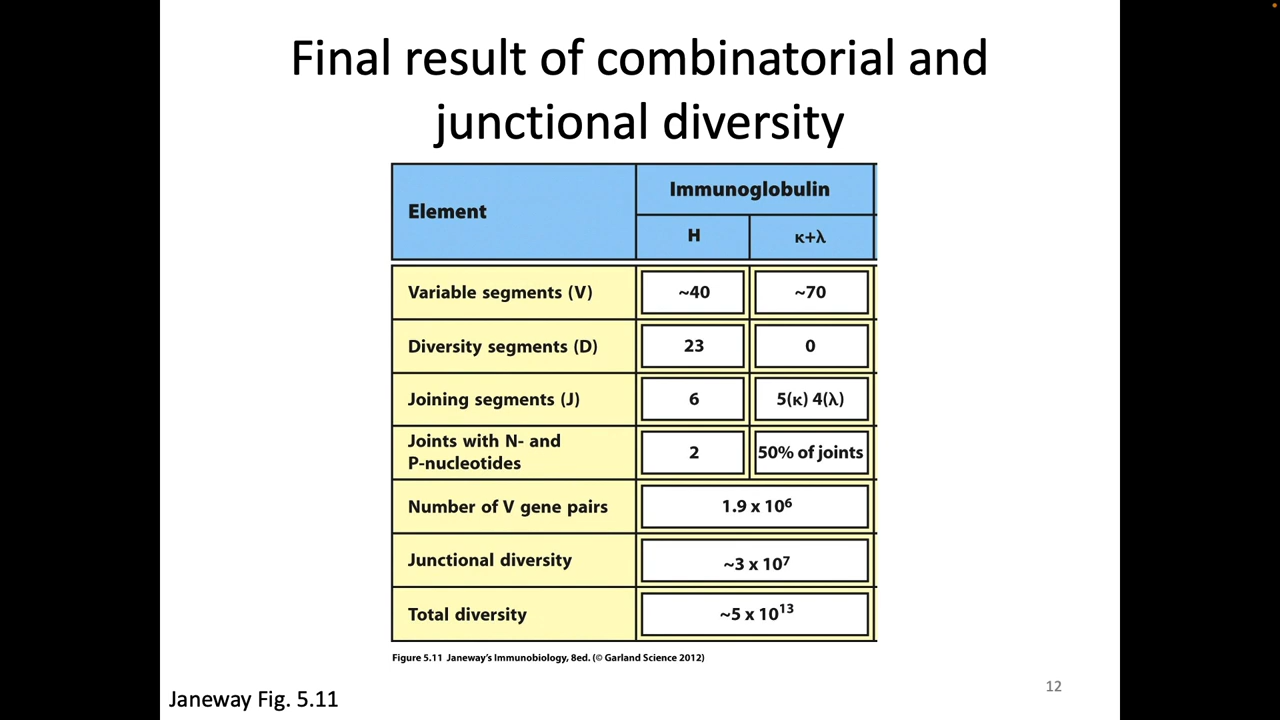 Final result of combinatorial and
junctional diversity
Element
Immunoglobulin
H
κ+λ
Variable segments (V)
~40
~70
Diversity segments (D)
23
0
Joining segments (J)
6
5(κ) 4(λ)
Joints with N- and
P-nucleotides
2
50% of joints
Number of V gene pairs
1.9 x 10⁶
Junctional diversity
~3 x 10⁷
Total diversity
~5 x 10¹³
Figure 5.11 Janeway's Immunobiology, 8ed. (© Garland Science 2012)
Janeway Fig. 5.11
12